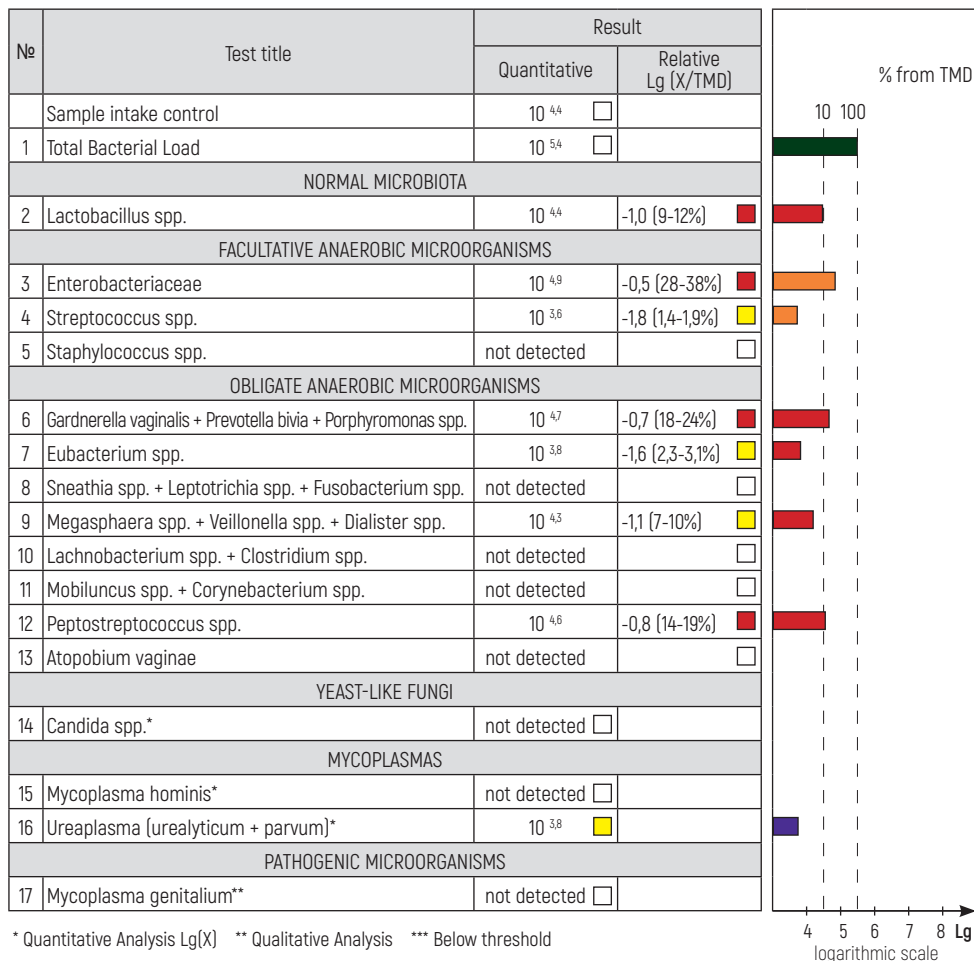 № Test title Result
Quantitative Relative Lg (X/TMD)
% from TMD
Sample intake control 10 4,4
10 100
1 Total Bacterial Load 10 5,4
NORMAL MICROBIOTA
2 Lactobacillus spp. 10 4,4 -1,0 (9-12%)
FACULTATIVE ANAEROBIC MICROORGANISMS
3 Enterobacteriaceae 10 4,9 -0,5 (28-38%)
4 Streptococcus spp. 10 3,6 -1,8 (1,4-1,9%)
5 Staphylococcus spp. not detected
OBLIGATE ANAEROBIC MICROORGANISMS
6 Gardnerella vaginalis + Prevotella bivia + Porphyromonas spp. 10 4,7 -0,7 (18-24%)
7 Eubacterium spp. 10 3,8 -1,6 (2,3-3,1%)
8 Sneathia spp. + Leptotrichia spp. + Fusobacterium spp. not detected
9 Megasphaera spp. + Veillonella spp. + Dialister spp. 10 4,3 -1,1 (7-10%)
10 Lachnobacterium spp. + Clostridium spp. not detected
11 Mobiluncus spp. + Corynebacterium spp. not detected
12 Peptostreptococcus spp. 10 4,6 -0,8 (14-19%)
13 Atopobium vaginae not detected
YEAST-LIKE FUNGI
14 Candida spp.* not detected
MYCOPLASMAS
15 Mycoplasma hominis* not detected
16 Ureaplasma (urealyticum + parvum)* 10 3,8
PATHOGENIC MICROORGANISMS
17 Mycoplasma genitalium** not detected
4 5 6 7 8 Lg
logarithmic scale
* Quantitative Analysis Lg(X) ** Qualitative Analysis *** Below threshold